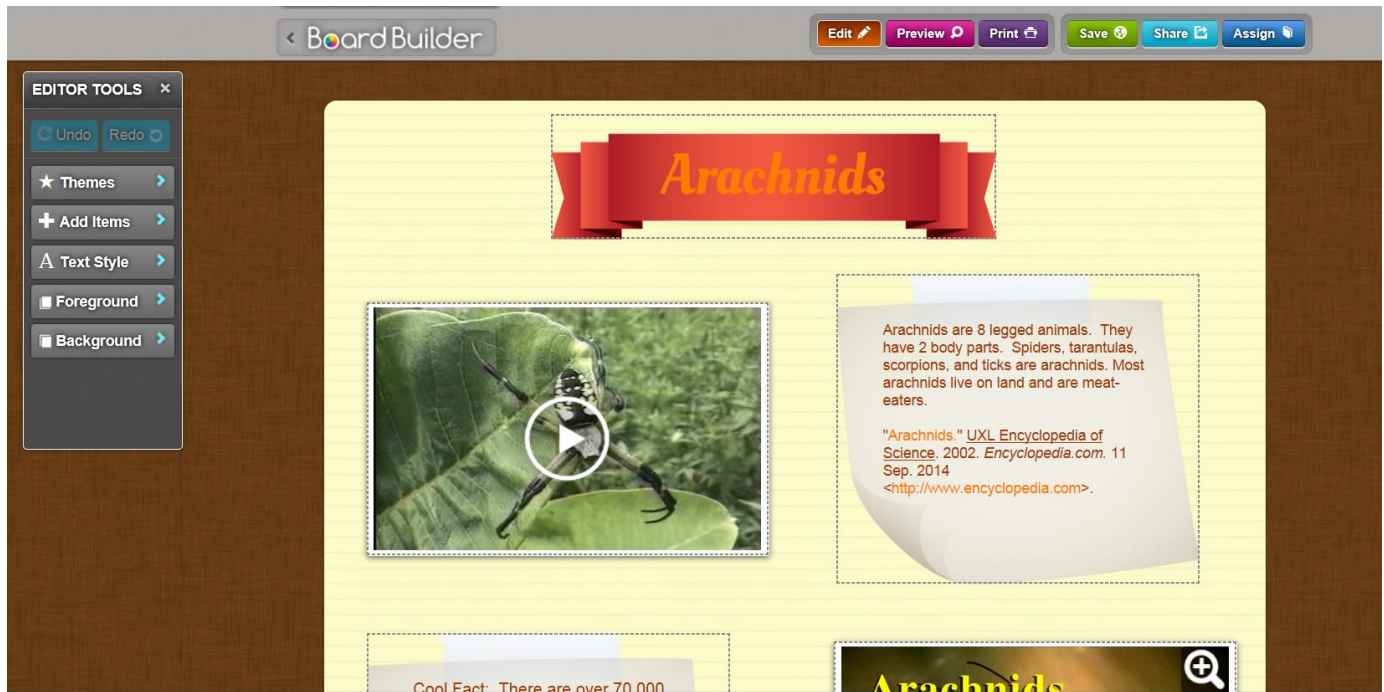 Board Builder
Edit
Preview
Print
Save
Share
Assign
EDITOR TOOLS ×
Undo Redo
Themes
Add Items
A Text Style
Foreground
Background
Arachnids
Arachnids are 8 legged animals. They
have 2 body parts. Spiders, tarantulas,
scorpions, and ticks are arachnids. Most
arachnids live on land and are meat-
eaters.
"Arachnids." UXL Encyclopedia of
Science. 2002. Encyclopedia.com. 11
Sep. 2014
<http://www.encyclopedia.com>.
Cool Fact: There are over 70,000
Arachnids